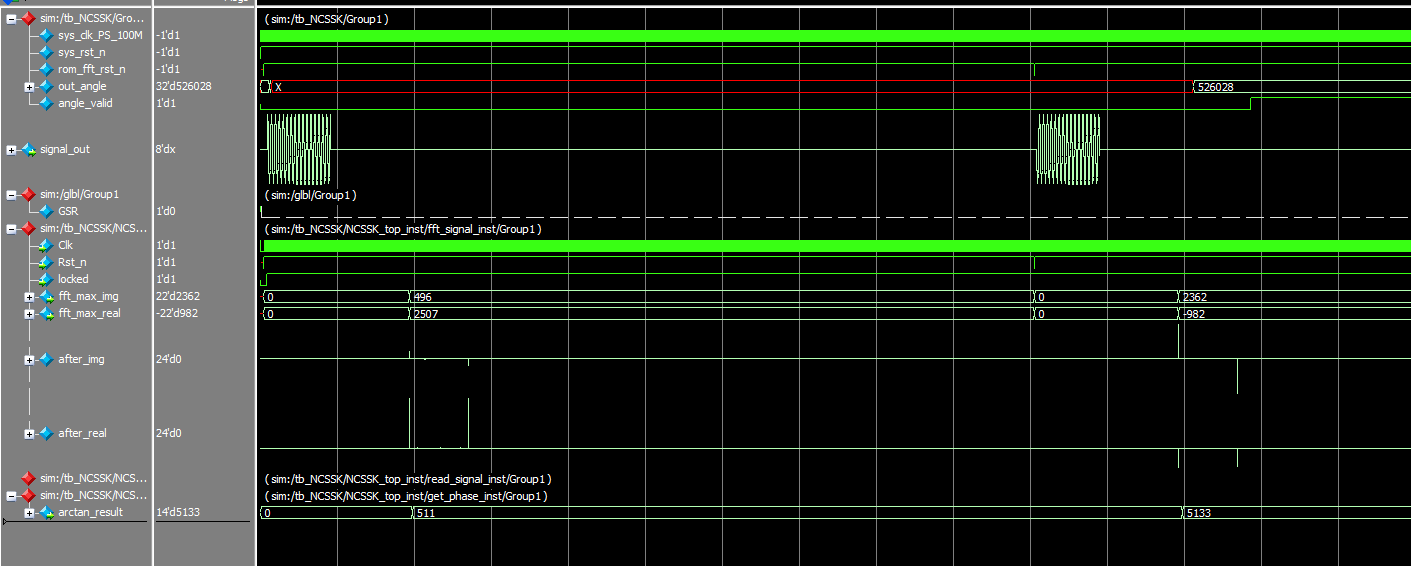 sim:/tb_NCSSK/Gro... ( sim:/tb_NCSSK/Group1 )
sys_clk_PS_100M -1'd1
sys_rst_n -1'd1
rom_fft_rst_n -1'd1
out_angle 32'd526028 X 526028
angle_valid 1'd1
signal_out 8'dx
sim:/glbl/Group1 ( sim:/glbl/Group1 )
GSR 1'd0
sim:/tb_NCSSK/NCS... ( sim:/tb_NCSSK/NCSSK_top_inst/fft_signal_inst/Group1 )
Clk 1'd1
Rst_n 1'd1
locked 1'd1
fft_max_img 22'd2362 0 496 0 2362
fft_max_real -22'd982 0 2507 0 -982
after_img 24'd0
after_real 24'd0
sim:/tb_NCSSK/NCS... ( sim:/tb_NCSSK/NCSSK_top_inst/read_signal_inst/Group1 )
sim:/tb_NCSSK/NCS... ( sim:/tb_NCSSK/NCSSK_top_inst/get_phase_inst/Group1 )
arctan_result 14'd5133 0 511 5133